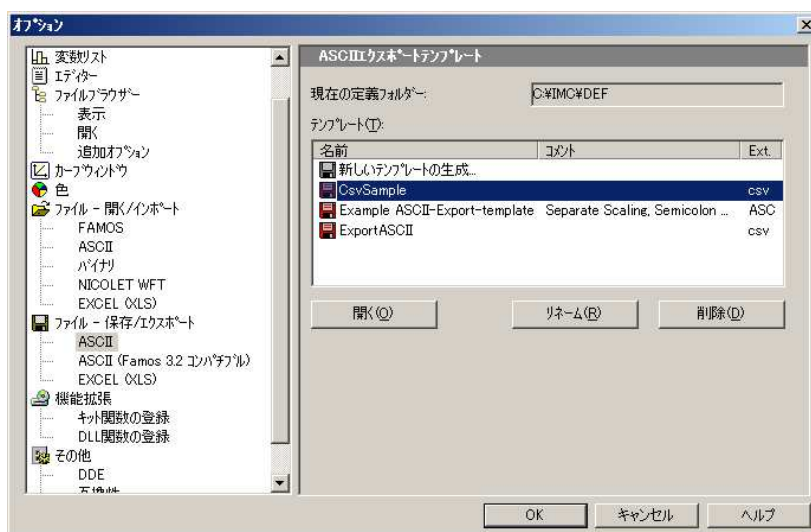 オプション
変数リスト
エディター
ファイルブラウザー
表示
開く
追加オプション
カーブウィンドウ
色
ファイル - 開く/インポート
FAMOS
ASCII
バイナリ
NICOLET WFT
EXCEL (XLS)
ファイル - 保存/エクスポート
ASCII
ASCII (Famos 3.2 コンパチブル)
EXCEL (XLS)
機能拡張
キット関数の登録
DLL関数の登録
その他
DDE
互換性
ASCIIエクスポートテンプレート
現在の定義フォルダー: C:¥IMC¥DEF
テンプレート(T):
名前 コメント Ext.
新しいテンプレートの生成...
CsvSample csv
Example ASCII-Export-template Separate Scaling, Semicolon ... ASC
ExportASCII csv
開く(O) リネーム(R) 削除(D)
OK キャンセル ヘルプ